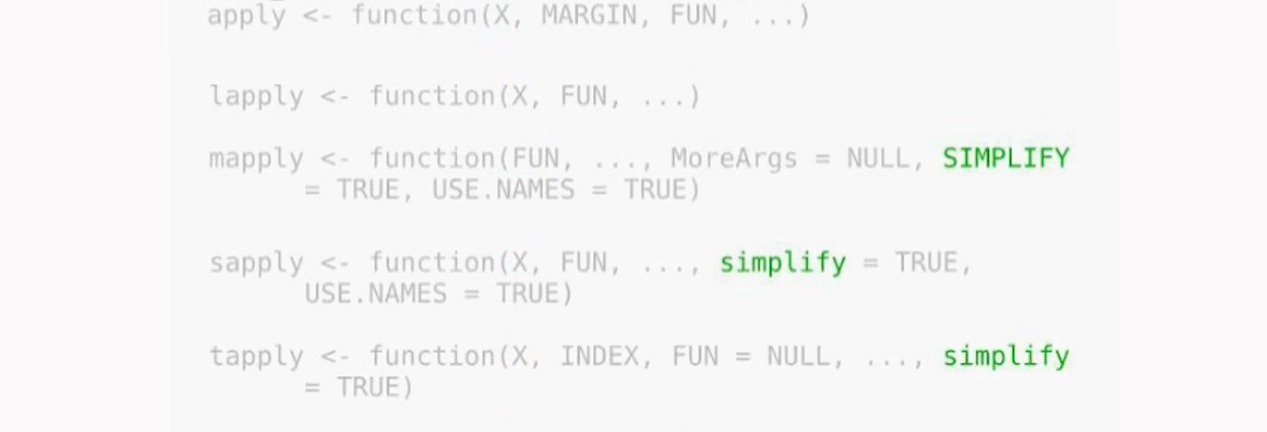 apply <- function(X, MARGIN, FUN, ...)
lapply <- function(X, FUN, ...)
mapply <- function(FUN, ..., MoreArgs = NULL, SIMPLIFY
= TRUE, USE.NAMES = TRUE)
sapply <- function(X, FUN, ..., simplify = TRUE,
USE.NAMES = TRUE)
tapply <- function(X, INDEX, FUN = NULL, ..., simplify
= TRUE)